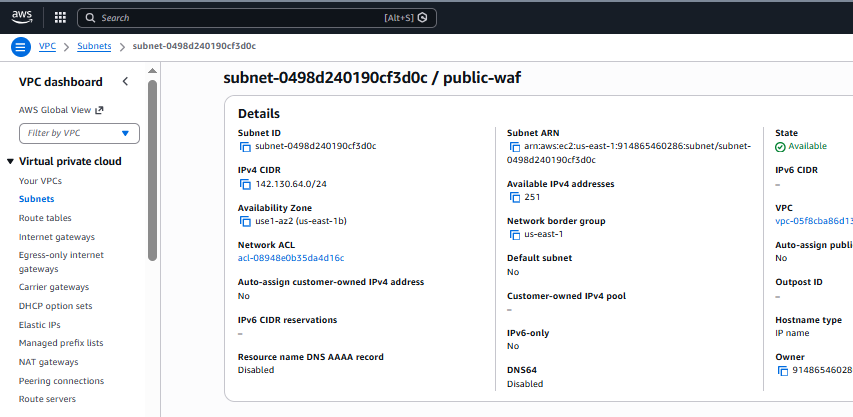 aws
Search [Alt+S]
VPC > Subnets > subnet-0498d240190cf3d0c
VPC dashboard
AWS Global View
Filter by VPC
Virtual private cloud
Your VPCs
Subnets
Route tables
Internet gateways
Egress-only internet
gateways
Carrier gateways
DHCP option sets
Elastic IPs
Managed prefix lists
NAT gateways
Peering connections
Route servers
subnet-0498d240190cf3d0c / public-waf
Details
Subnet ID
subnet-0498d240190cf3d0c
IPv4 CIDR
142.130.64.0/24
Availability Zone
use1-az2 (us-east-1b)
Network ACL
acl-08948e0b35da4d16c
Auto-assign customer-owned IPv4 address
No
IPv6 CIDR reservations
–
Resource name DNS AAAA record
Disabled
Subnet ARN
arn:aws:ec2:us-east-1:914865460286:subnet/subnet-
0498d240190cf3d0c
Available IPv4 addresses
251
Network border group
us-east-1
Default subnet
No
Customer-owned IPv4 pool
–
IPv6-only
No
DNS64
Disabled
State
Available
IPv6 CIDR
–
VPC
vpc-05f8cba86d13
Auto-assign publi
No
Outpost ID
–
Hostname type
IP name
Owner
91486546028